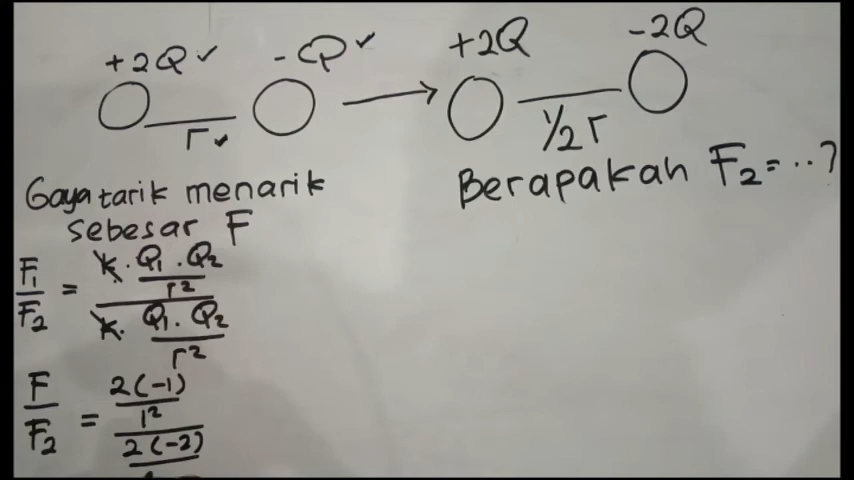 +2Q ✓ -Q ✓ → +2Q -2Q
r ✓ 1/2 r
Gaya tarik menarik
sebesar F
Berapakah F₂ = ...?
F₁/F₂ = (k · Q₁ · Q₂ / r²) / (k · Q₁ · Q₂ / r²)
F/F₂ = (2(-1) / 1²) / (2(-2) /